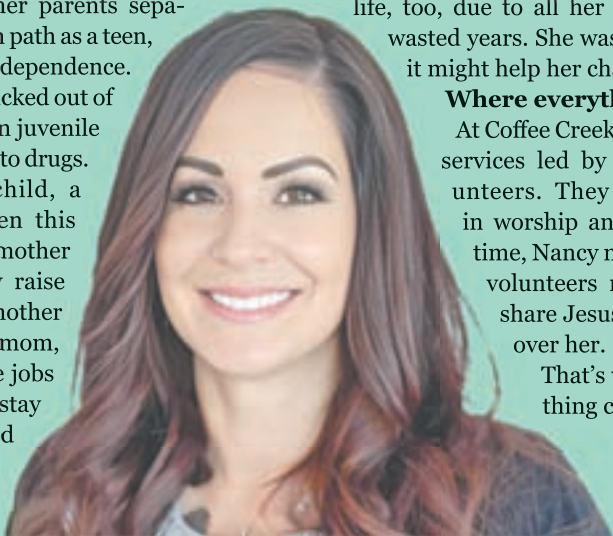 her parents sepa-
n path as a teen,
dependence.
cked out of
n juvenile
to drugs.
child, a
en this
mother
raise
mother
mom,
e jobs
stay
d
life, too, due to all her
wasted years. She was
it might help her cha
Where everyth
At Coffee Creek
services led by
unteers. They
in worship an
time, Nancy
volunteers
share Jesus
over her.
That's
thing c